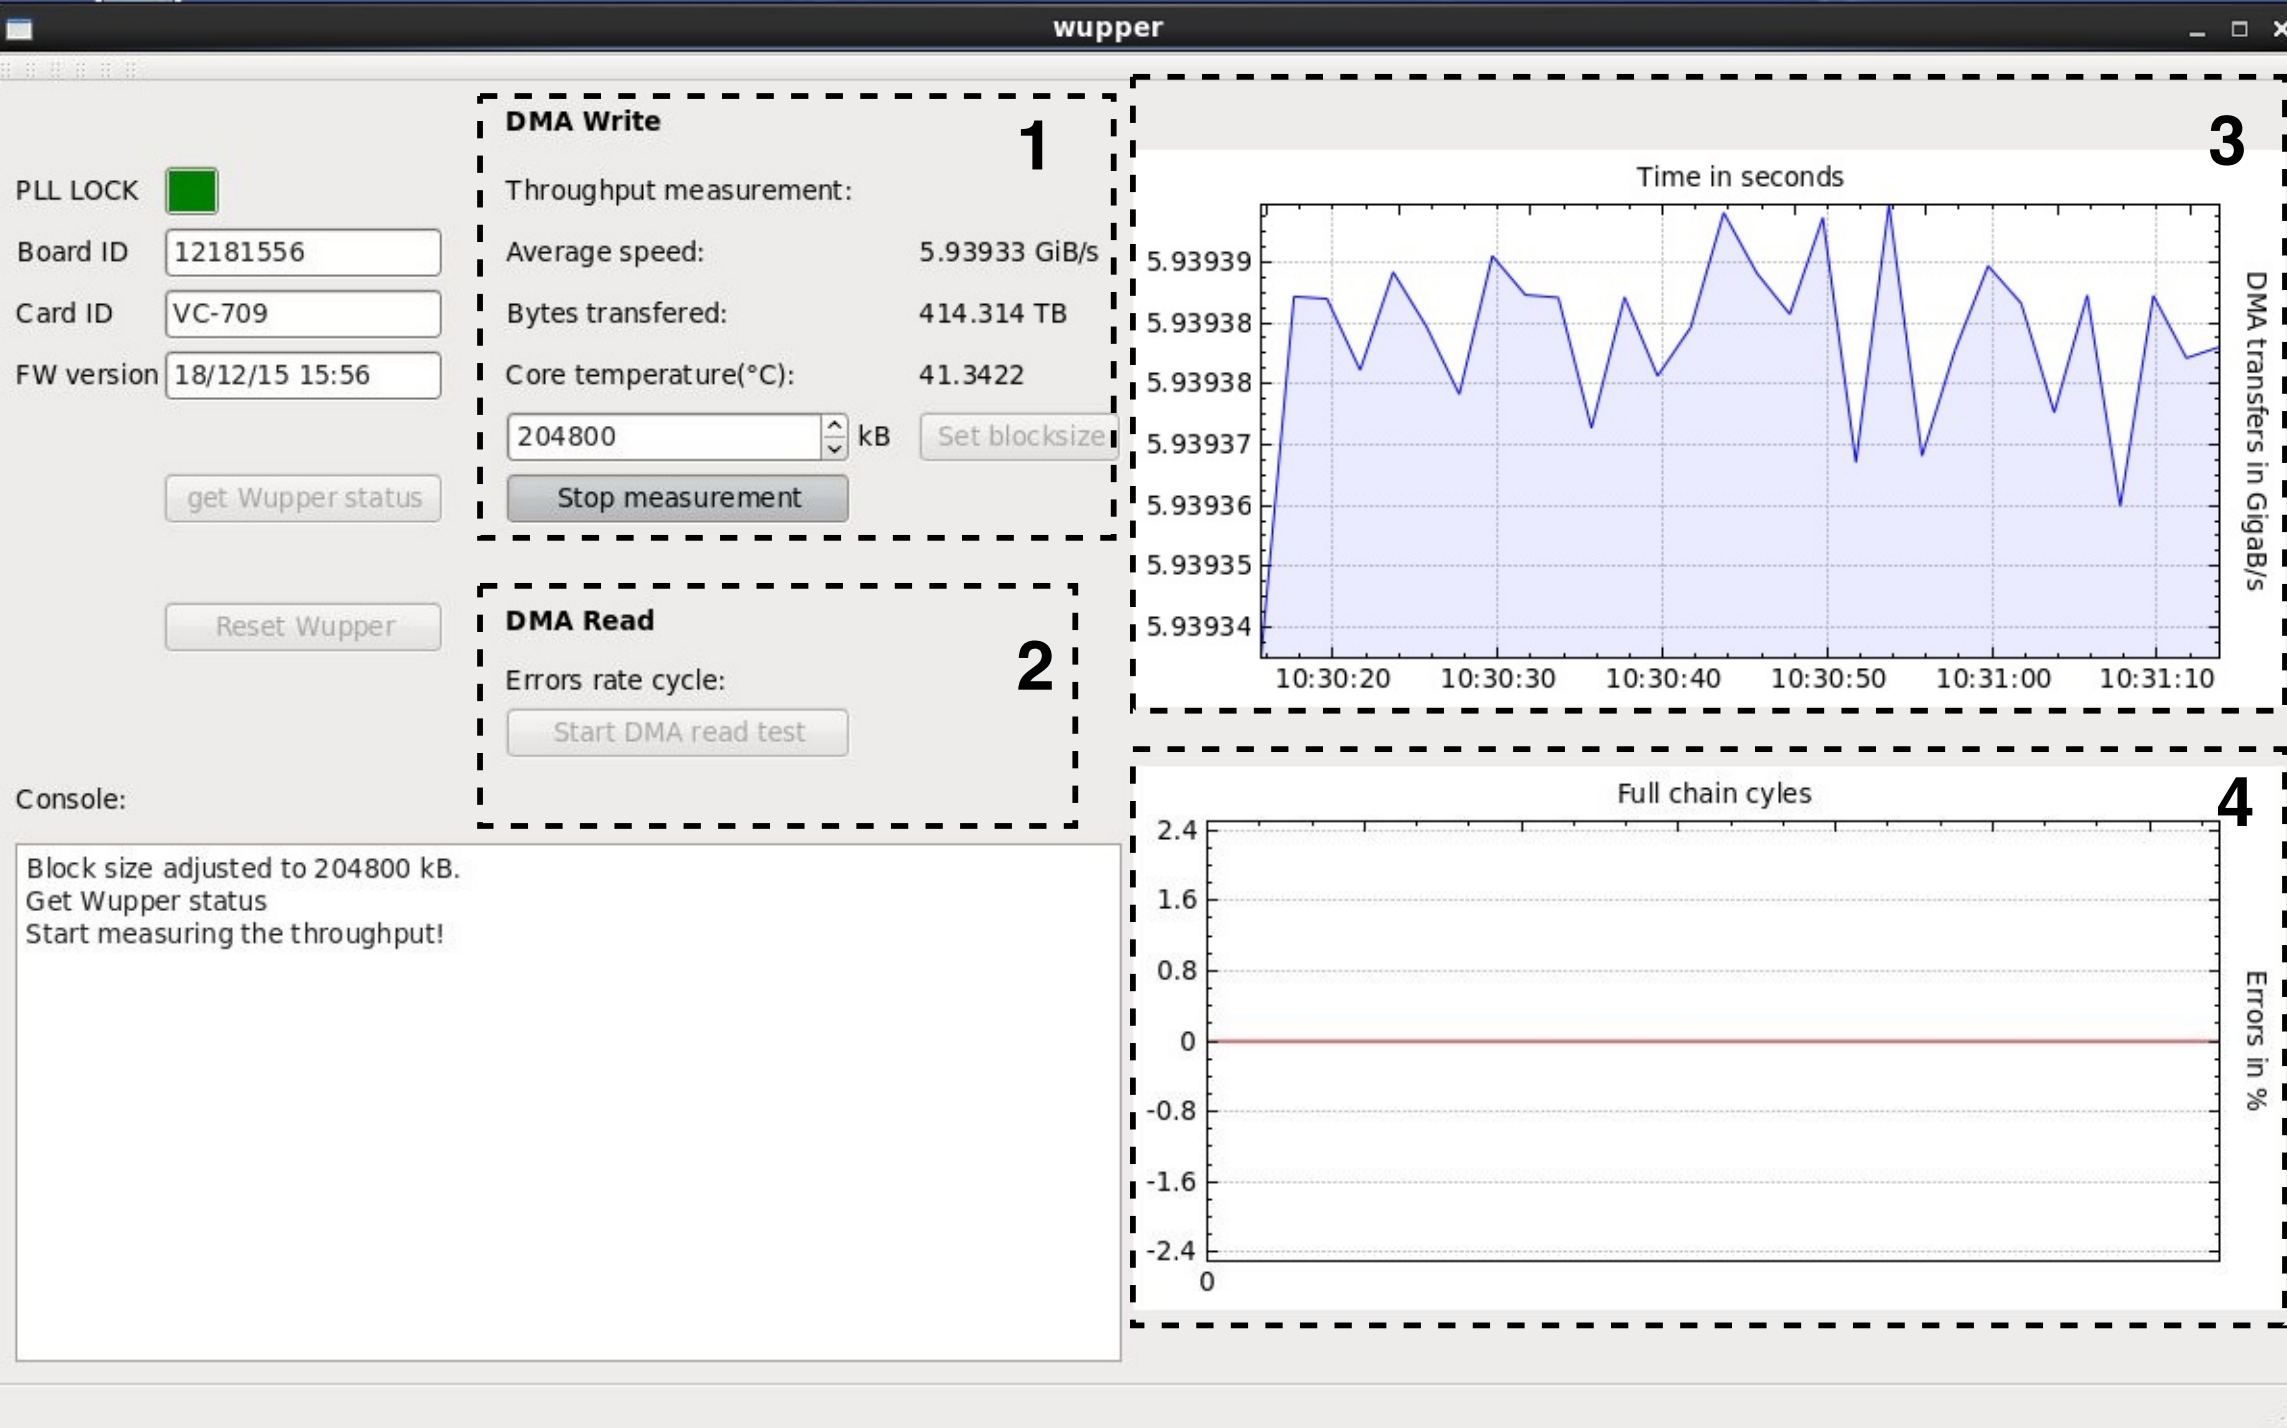 wupper
PLL LOCK
Board ID 12181556
Card ID VC-709
FW version 18/12/15 15:56
get Wupper status
Reset Wupper
DMA Write
1
Throughput measurement:
Average speed: 5.93933 GiB/s
Bytes transfered: 414.314 TB
Core temperature(°C): 41.3422
204800 kB Set blocksize
Stop measurement
DMA Read
2
Errors rate cycle:
Start DMA read test
Console:
Block size adjusted to 204800 kB.
Get Wupper status
Start measuring the throughput!
3
Time in seconds
5.93939
5.93938
5.93938
5.93937
5.93936
5.93935
5.93934
10:30:20 10:30:30 10:30:40 10:30:50 10:31:00 10:31:10
DMA transfers in GigaB/s
4
Full chain cyles
2.4
1.6
0.8
0
-0.8
-1.6
-2.4
0
Errors in %